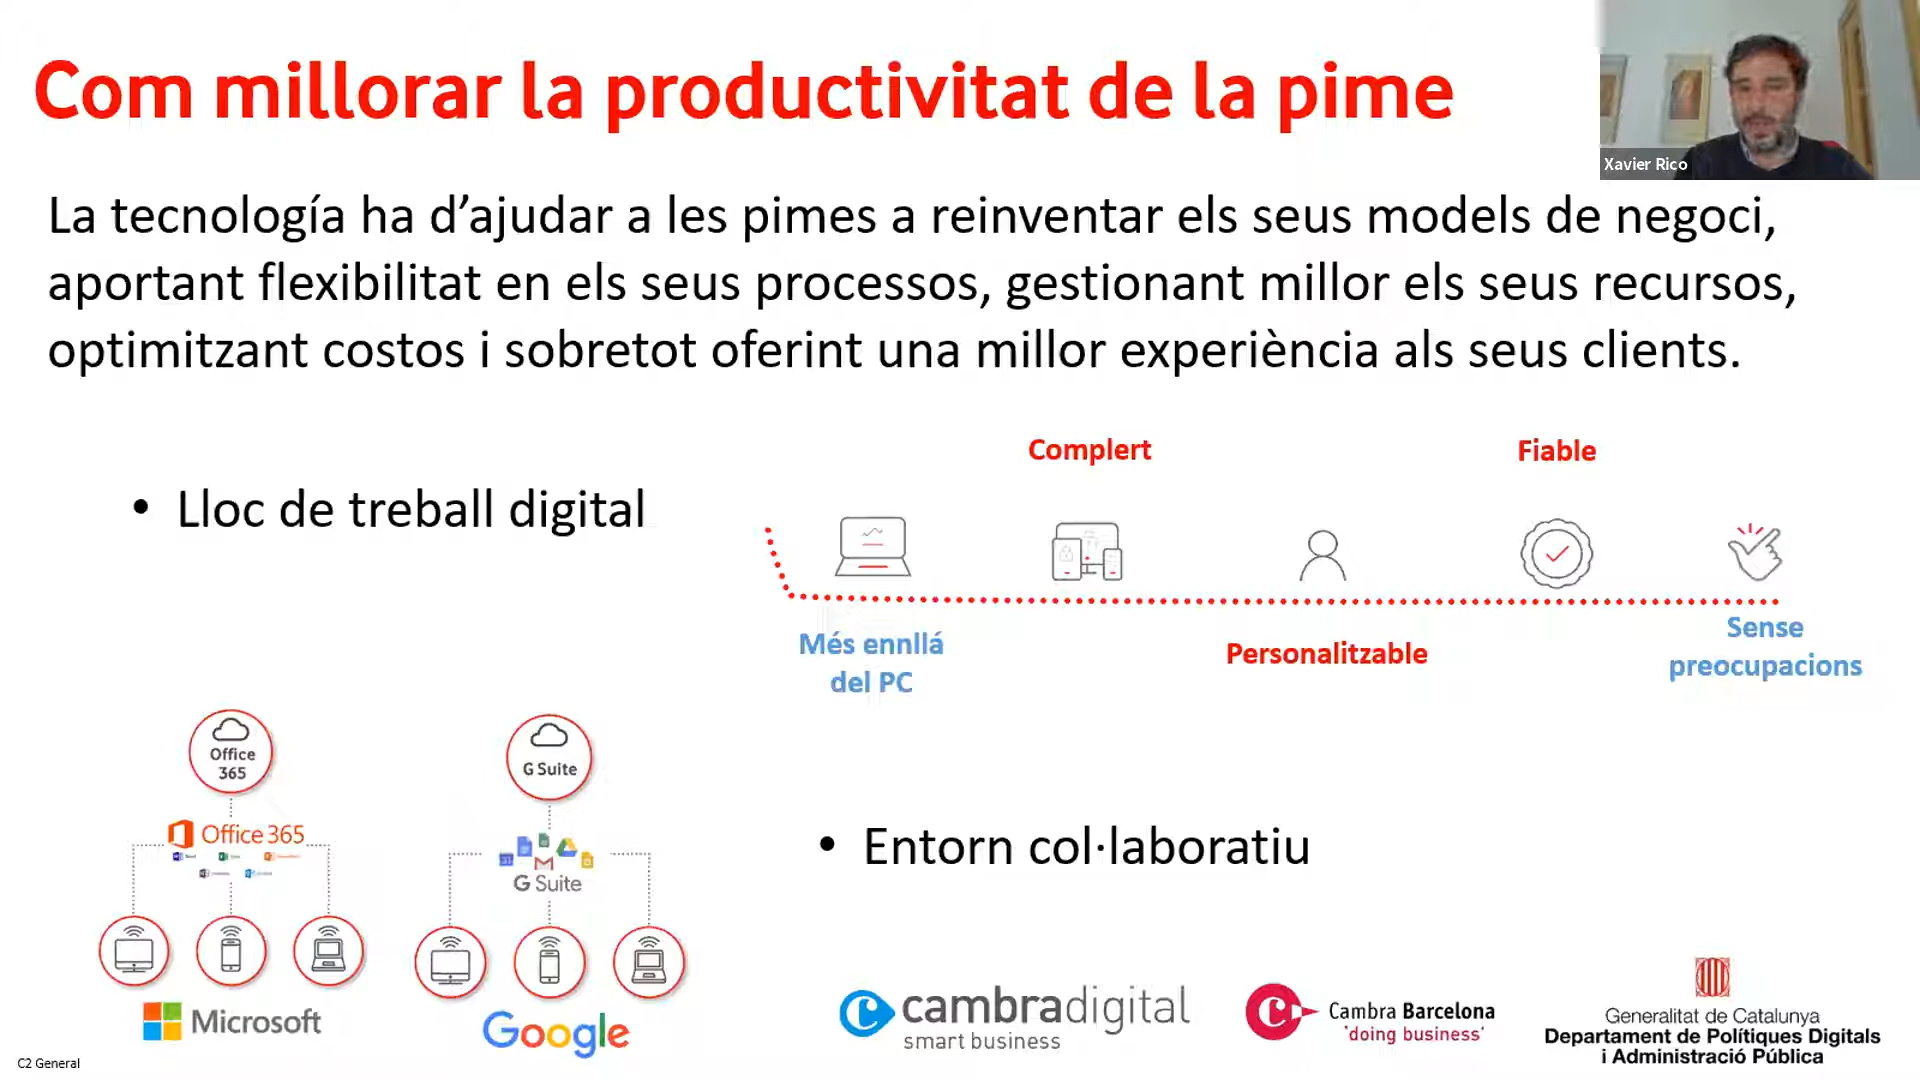 Com millorar la productivitat de la pime
Xavier Rico
La tecnología ha d’ajudar a les pimes a reinventar els seus models de negoci,
aportant flexibilitat en els seus processos, gestionant millor els seus recursos,
optimitzant costos i sobretot oferint una millor experiència als seus clients.
• Lloc de treball digital
Complert
Fiable
Més ennllá
del PC
Personalitzable
Sense
preocupacions
Office
365
Office 365
Microsoft
G Suite
G Suite
Google
• Entorn col·laboratiu
cambradigital
smart business
Cambra Barcelona
'doing business'
Generalitat de Catalunya
Departament de Polítiques Digitals
i Administració Pública
C2 General